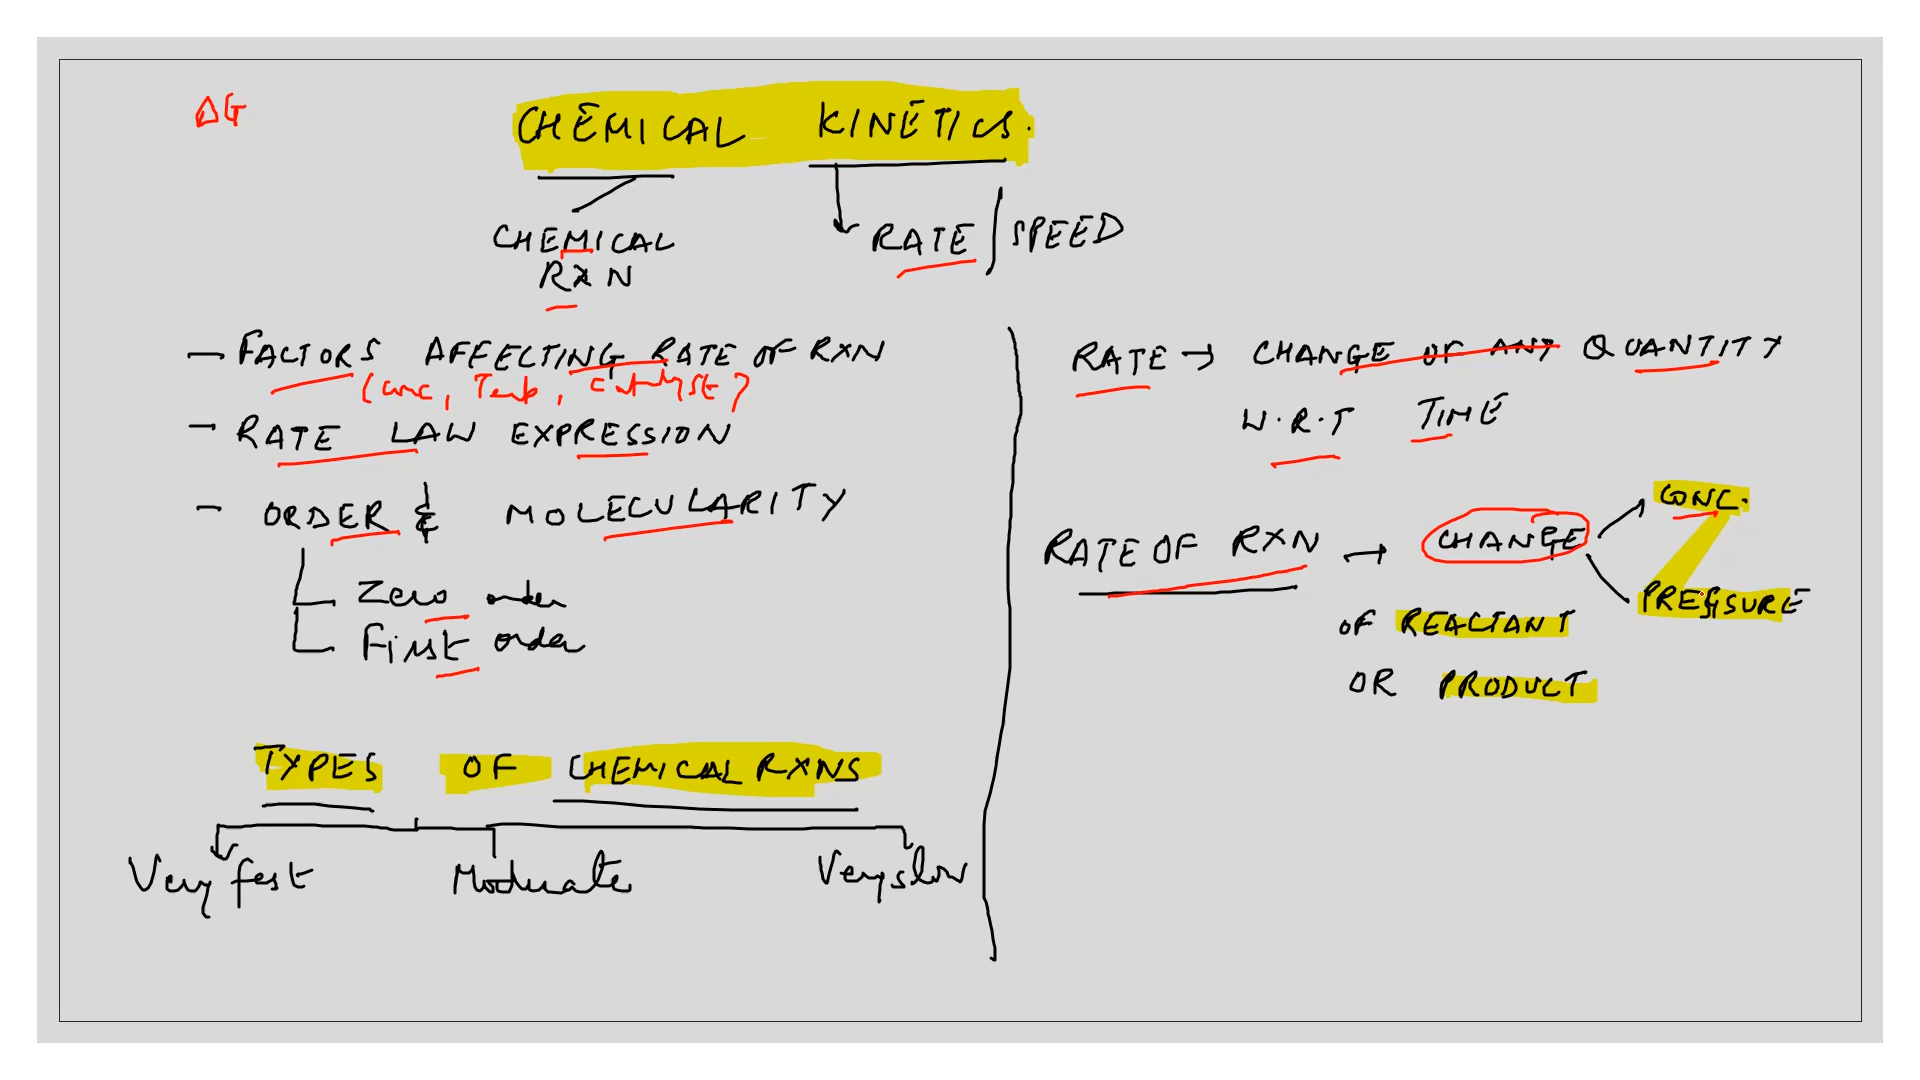 ΔG
CHEMICAL KINETICS.
CHEMICAL
RXN
RATE / SPEED
- FACTORS AFFECTING RATE OF RXN
(conc, Temp, catalyst)
- RATE LAW EXPRESSION
- ORDER & MOLECULARITY
Zero order
First order
TYPES OF CHEMICAL RXNS
Very fast
Moderate
Very slow
RATE → CHANGE OF ANY QUANTITY
W.R.T TIME
RATE OF RXN → CHANGE
CONC.
PRESSURE
OF REACTANT
OR PRODUCT